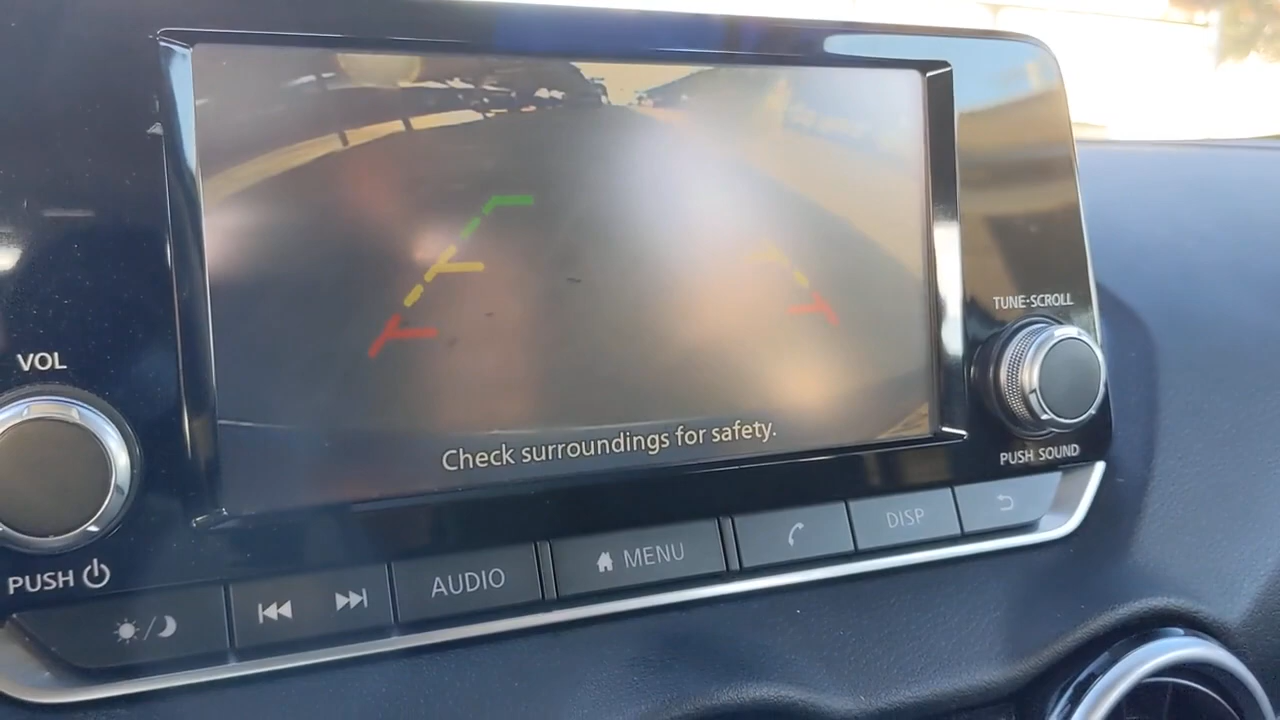 TUNE·SCROLL
VOL
Check surroundings for safety.
PUSH SOUND
PUSH
AUDIO
MENU
DISP